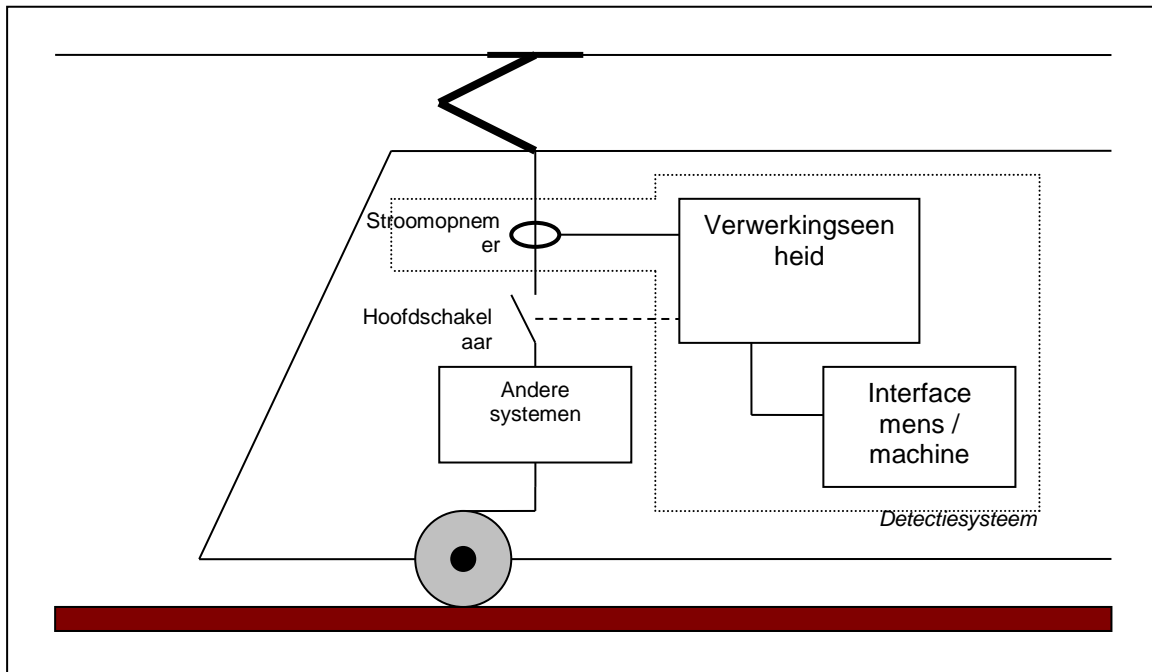 Stroomopnem
er
Verwerkingseen
heid
Hoofdschakel
aar
Andere
systemen
Interface
mens /
machine
Detectiesysteem